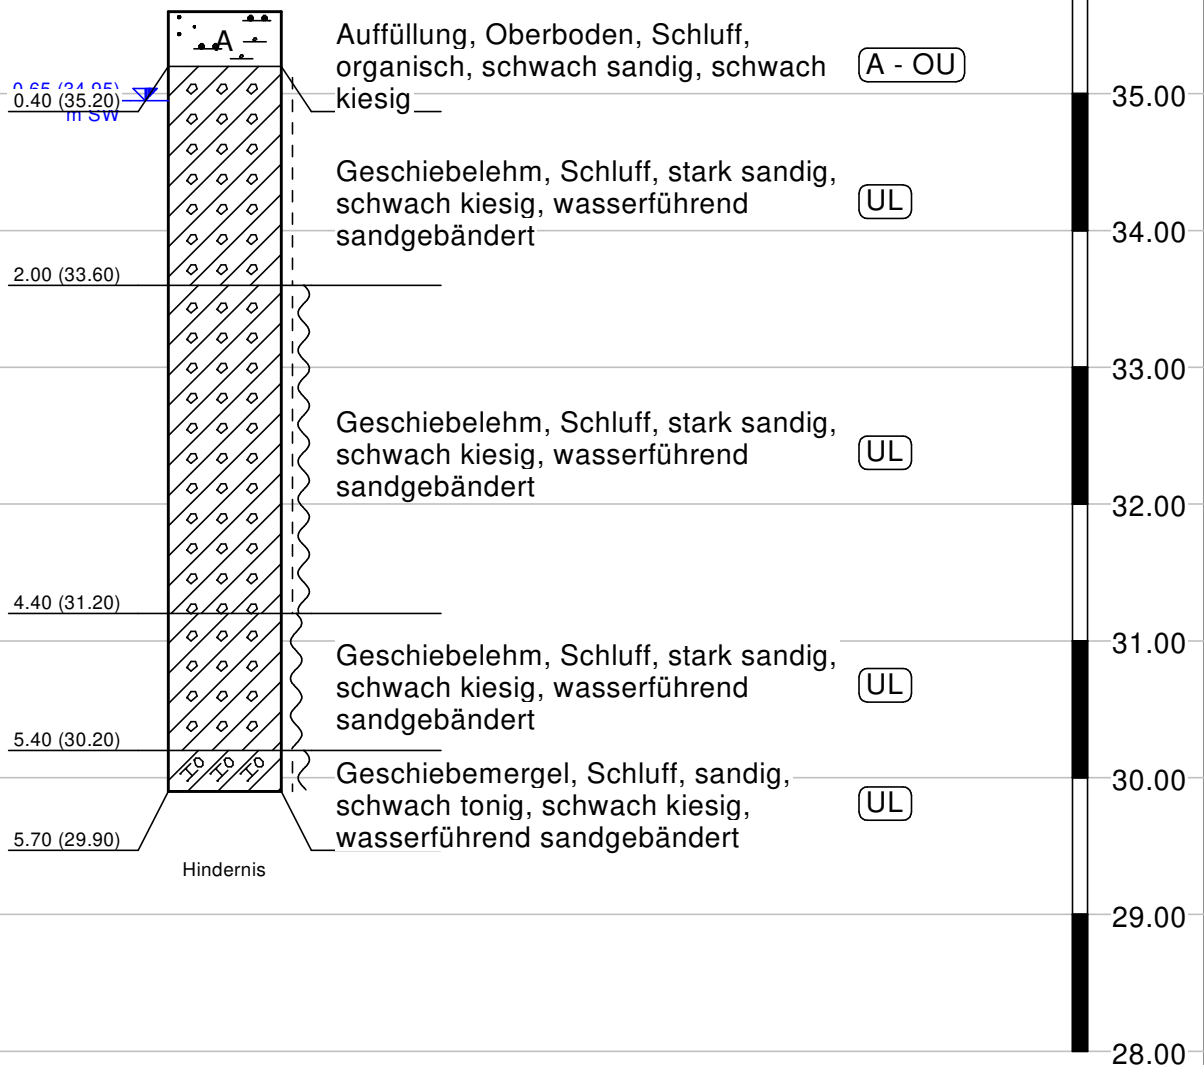 A
Auffüllung, Oberboden, Schluff,
organisch, schwach sandig, schwach
kiesig
A - OU
0.65 (34.95)
m SW
0.40 (35.20)
35.00
Geschiebelehm, Schluff, stark sandig,
schwach kiesig, wasserführend
sandgebändert
UL
34.00
2.00 (33.60)
33.00
Geschiebelehm, Schluff, stark sandig,
schwach kiesig, wasserführend
sandgebändert
UL
32.00
4.40 (31.20)
31.00
Geschiebelehm, Schluff, stark sandig,
schwach kiesig, wasserführend
sandgebändert
UL
5.40 (30.20)
30.00
Geschiebemergel, Schluff, sandig,
schwach tonig, schwach kiesig,
wasserführend sandgebändert
UL
5.70 (29.90)
Hindernis
29.00
28.00